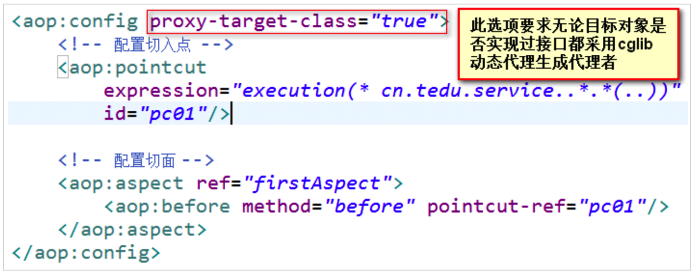 <aop:config proxy-target-class="true">
此选项要求无论目标对象是
否实现过接口都采用cglib
动态代理生成代理者
<!-- 配置切入点 -->
<aop:pointcut
expression="execution(* cn.tedu.service..*.*(..))"
id="pc01"/>
<!-- 配置切面 -->
<aop:aspect ref="firstAspect">
<aop:before method="before" pointcut-ref="pc01"/>
</aop:aspect>
</aop:config>